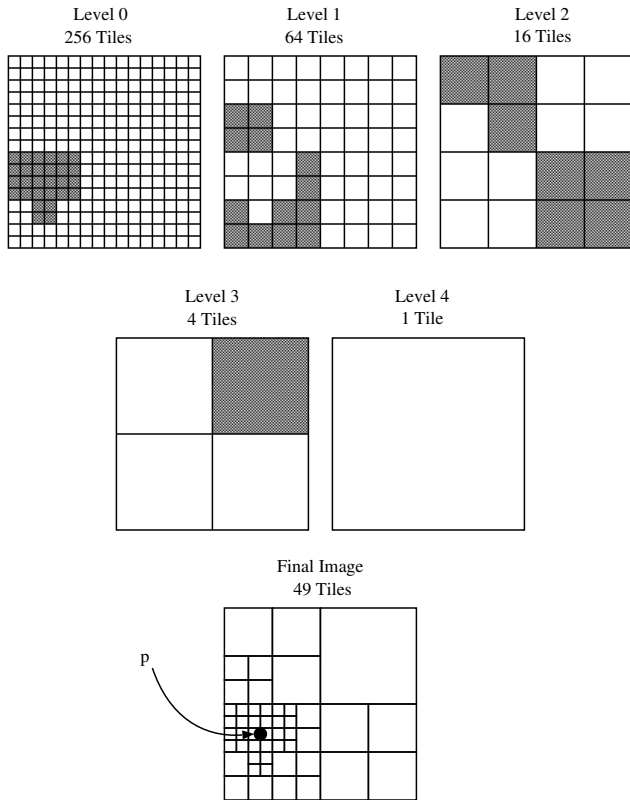 Level 0
256 Tiles
Level 1
64 Tiles
Level 2
16 Tiles
Level 3
4 Tiles
Level 4
1 Tile
Final Image
49 Tiles
p